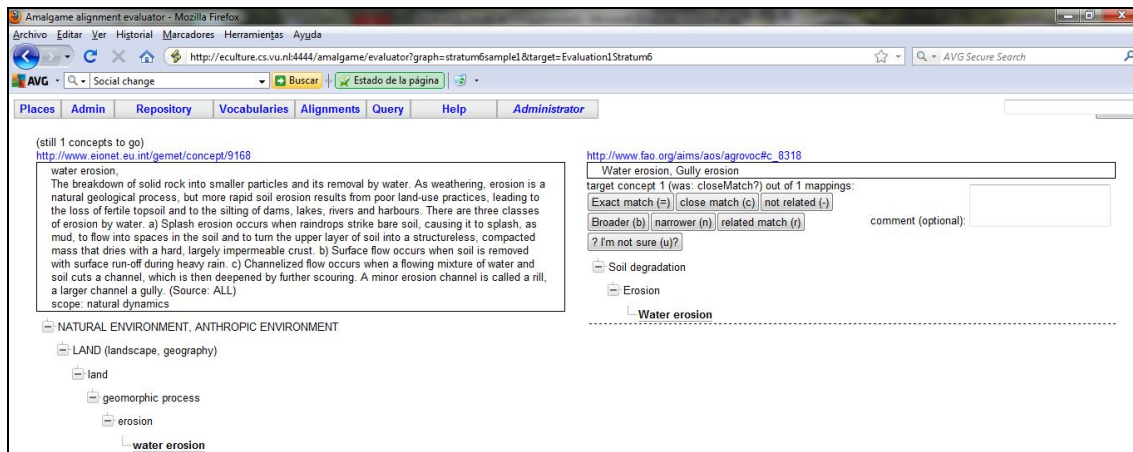 Amalgame alignment evaluator - Mozilla Firefox
Archivo Editar Ver Historial Marcadores Herramientas Ayuda
http://eculture.cs.vu.nl:4444/amalgame/evaluator?graph=stratum6sample1&target=Evaluation1Stratum6
AVG Secure Search
AVG Social change Buscar Estado de la página
Places Admin Repository Vocabularies Alignments Query Help Administrator
(still 1 concepts to go)
http://www.eionet.eu.int/gemet/concept/9168
water erosion,
The breakdown of solid rock into smaller particles and its removal by water. As weathering, erosion is a
natural geological process, but more rapid soil erosion results from poor land-use practices, leading to
the loss of fertile topsoil and to the silting of dams, lakes, rivers and harbours. There are three classes
of erosion by water. a) Splash erosion occurs when raindrops strike bare soil, causing it to splash, as
mud, to flow into spaces in the soil and to turn the upper layer of soil into a structureless, compacted
mass that dries with a hard, largely impermeable crust. b) Surface flow occurs when soil is removed
with surface run-off during heavy rain. c) Channelized flow occurs when a flowing mixture of water and
soil cuts a channel, which is then deepened by further scouring. A minor erosion channel is called a rill,
a larger channel a gully. (Source: ALL)
scope: natural dynamics
NATURAL ENVIRONMENT, ANTHROPIC ENVIRONMENT
LAND (landscape, geography)
land
geomorphic process
erosion
water erosion
http://www.fao.org/aims/aos/agrovoc#c_8318
Water erosion, Gully erosion
target concept 1 (was: closeMatch?) out of 1 mappings:
Exact match (=) close match (c) not related (-)
Broader (b) narrower (n) related match (r)
comment (optional):
? I'm not sure (u)?
Soil degradation
Erosion
Water erosion